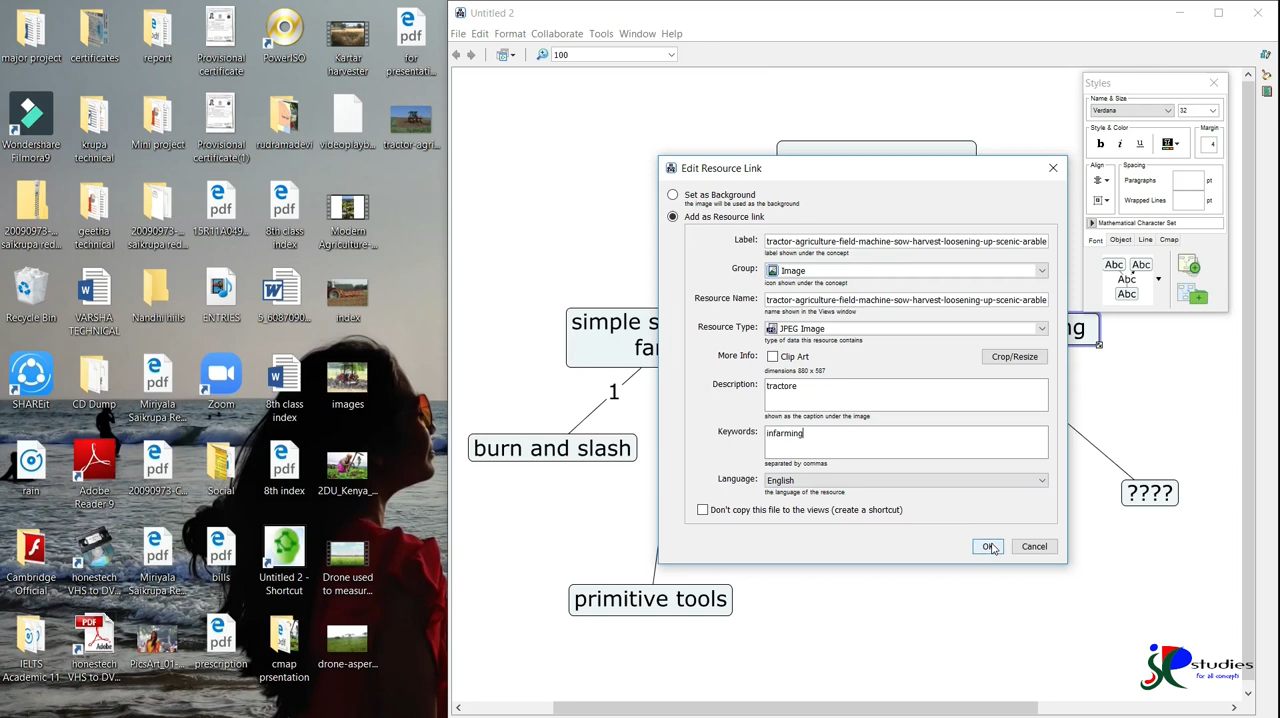 major project
certificates
report
Provisional
certificate
PowerISO
Kartar
harvester
for
presentati...
Wondershare
Filmora9
krupa
technical
Mini project
Provisional
certificate(1)
rudramadevi
videoplayb...
tractor-agri...
20090973-...
saikrupa red...
geetha
technical
20090973-...
saikrupa red...
15R11A049...
8th class
index
Modern
Agriculture-...
Recycle Bin
VARSHA
TECHNICAL
Nandhi hills
ENTRIES
S_6087090...
index
SHAREit
CD Dump
Miriyala
Saikrupa Re...
Zoom
8th class
index
images
rain
Adobe
Reader 9
20090973-C...
Social
8th index
2DU_Kenya_...
Cambridge
Official
honestech
VHS to DV...
Miriyala
Saikrupa Re...
bills
Untitled 2 -
Shortcut
Drone used
to measur...
IELTS
Academic 11
honestech
VHS to DV...
PicsArt_01-...
prescription
cmap
prsentation
drone-asper...
Untitled 2
File Edit Format Collaborate Tools Window Help
100
simple s
far
1
burn and slash
primitive tools
ng
????
Edit Resource Link
Set as Background
the image will be used as the background
Add as Resource link
Label: tractor-agriculture-field-machine-sow-harvest-loosening-up-scenic-arable
label shown under the concept
Group: Image
icon shown under the concept
Resource Name: tractor-agriculture-field-machine-sow-harvest-loosening-up-scenic-arable
name shown in the Views window
Resource Type: JPEG Image
type of data this resource contains
More Info: Clip Art Crop/Resize
dimensions 880 x 587
Description: tractore
shown as the caption under the image
Keywords: infarming
separated by commas
Language: English
the language of the resource
Don't copy this file to the views (create a shortcut)
OK Cancel
Styles
Name & Size
Verdana 32
Style & Color Margin
b i U 4
Align Spacing
Paragraphs pt
Wrapped Lines pt
Mathematical Character Set
Font Object Line Cmap
Abc Abc
Abc
Abc
studies
for all concepts